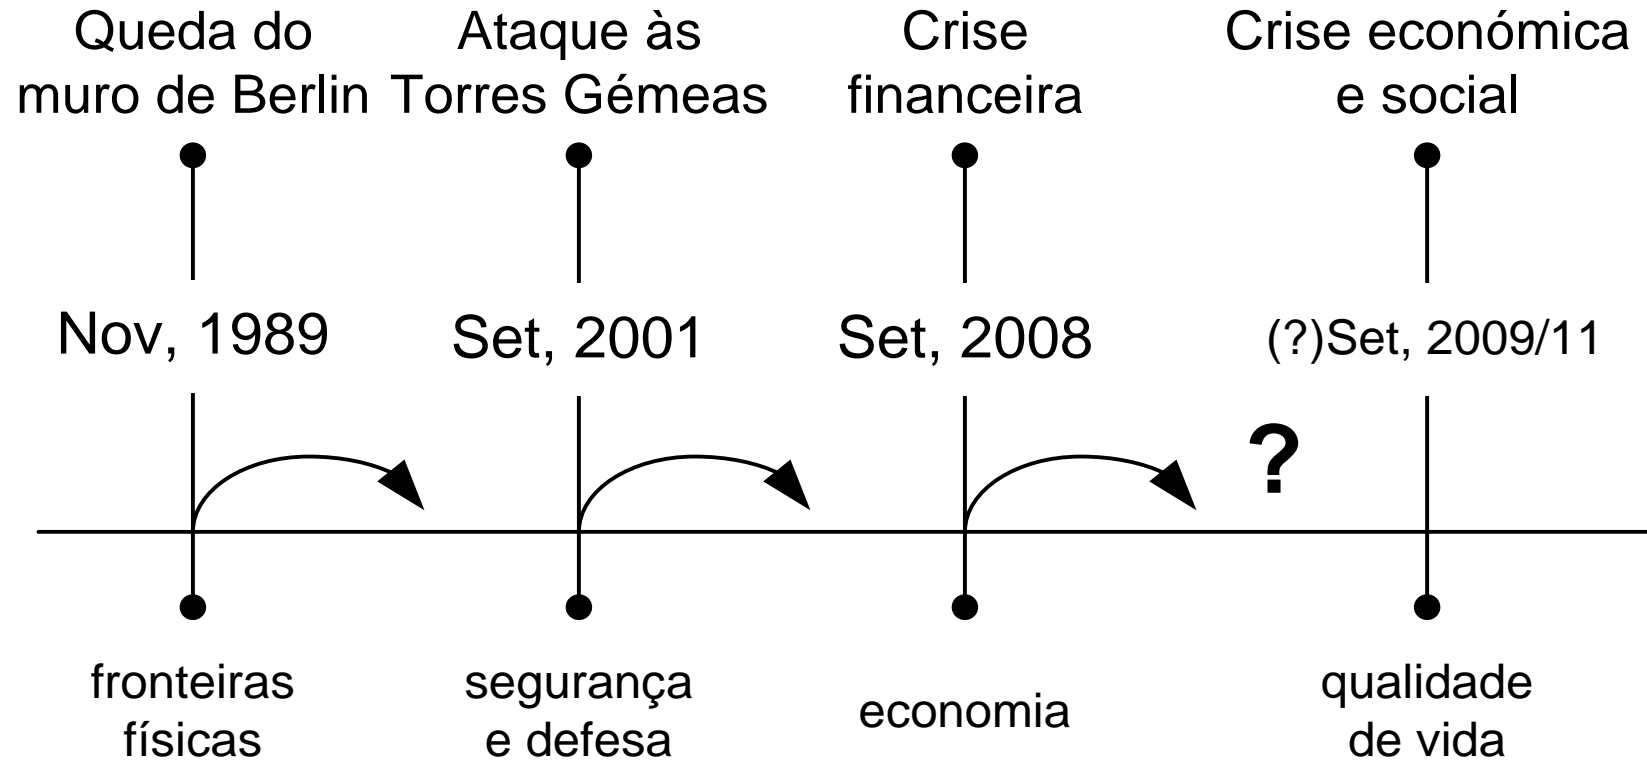 Queda do
muro de Berlin
Ataque às
Torres Gémeas
Crise
financeira
Crise económica
e social
Nov, 1989
Set, 2001
Set, 2008
(?)Set, 2009/11
?
fronteiras
físicas
segurança
e defesa
economia
qualidade
de vida